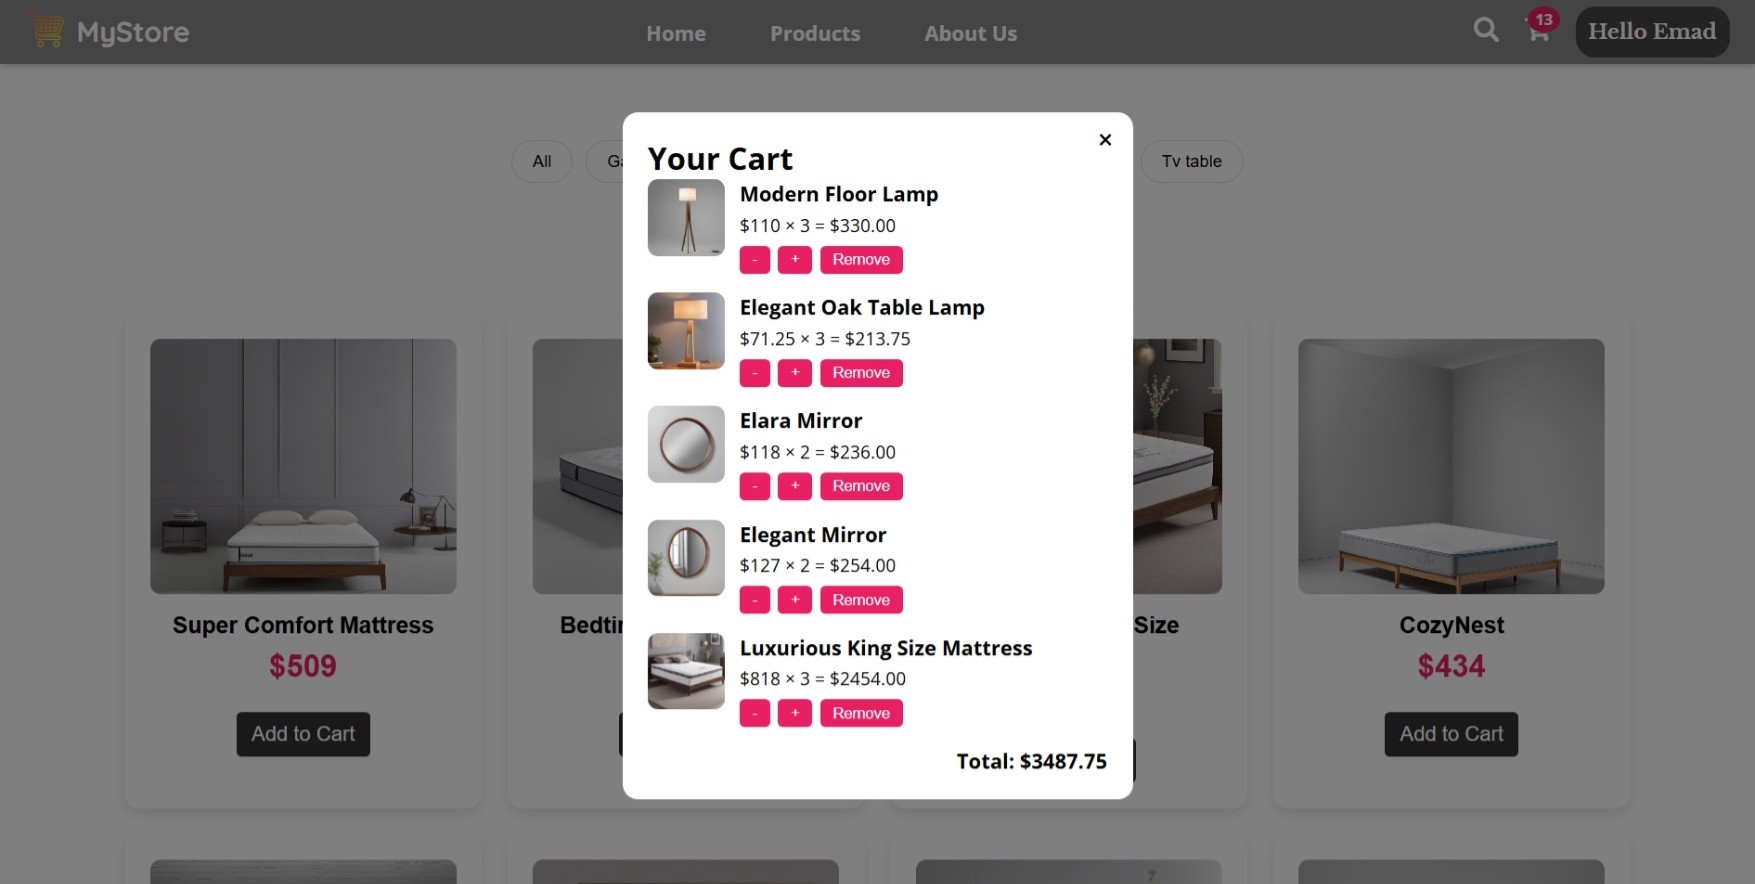 MyStore
Home Products About Us
13
Hello Emad
All
Tv table
×
Your Cart
Modern Floor Lamp
$110 × 3 = $330.00
- + Remove
Elegant Oak Table Lamp
$71.25 × 3 = $213.75
- + Remove
Elara Mirror
$118 × 2 = $236.00
- + Remove
Elegant Mirror
$127 × 2 = $254.00
- + Remove
Luxurious King Size Mattress
$818 × 3 = $2454.00
- + Remove
Total: $3487.75
Super Comfort Mattress
$509
Add to Cart
Size
CozyNest
$434
Add to Cart